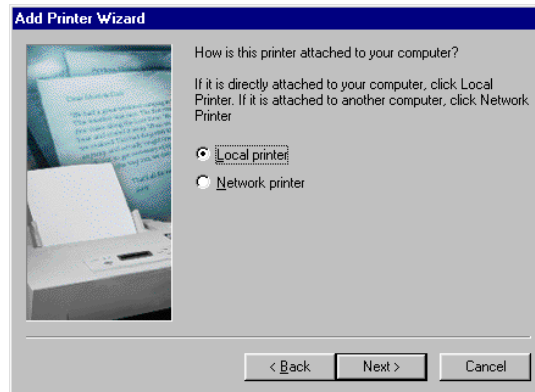 Add Printer Wizard
How is this printer attached to your computer?
If it is directly attached to your computer, click Local
Printer. If it is attached to another computer, click Network
Printer
Local printer
Network printer
< Back
Next >
Cancel